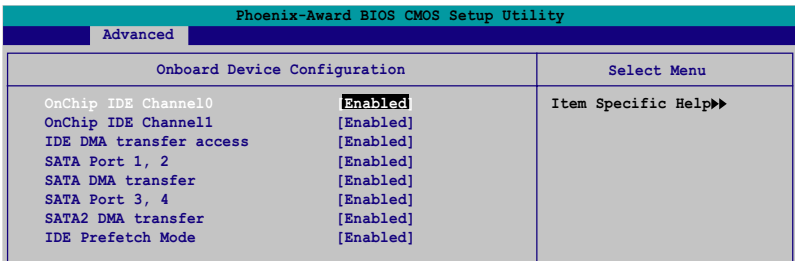 Phoenix-Award BIOS CMOS Setup Utility
Advanced
Onboard Device Configuration
Select Menu
OnChip IDE Channel0 [Enabled]
Item Specific Help▶▶
OnChip IDE Channel1 [Enabled]
IDE DMA transfer access [Enabled]
SATA Port 1, 2 [Enabled]
SATA DMA transfer [Enabled]
SATA Port 3, 4 [Enabled]
SATA2 DMA transfer [Enabled]
IDE Prefetch Mode [Enabled]